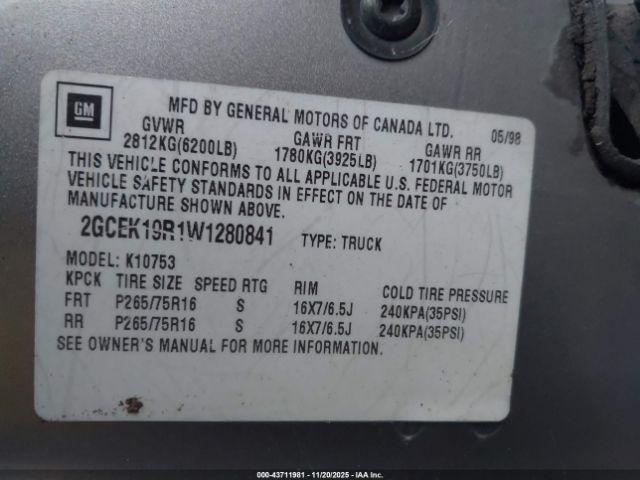 GM
MFD BY GENERAL MOTORS OF CANADA LTD. 05/98
GVWR GAWR FRT GAWR RR
2812KG(6200LB) 1780KG(3925LB) 1701KG(3750LB)
THIS VEHICLE CONFORMS TO ALL APPLICABLE U.S. FEDERAL MOTOR
VEHICLE SAFETY STANDARDS IN EFFECT ON THE DATE OF
MANUFACTURE SHOWN ABOVE.
2GCEK19R1W1280841 TYPE: TRUCK
MODEL: K10753
KPCK TIRE SIZE SPEED RTG RIM COLD TIRE PRESSURE
FRT P265/75R16 S 16X7/6.5J 240KPA(35PSI)
RR P265/75R16 S 16X7/6.5J 240KPA(35PSI)
SEE OWNER'S MANUAL FOR MORE INFORMATION.
000-43711981 - 11/20/2025 - IAA, Inc.